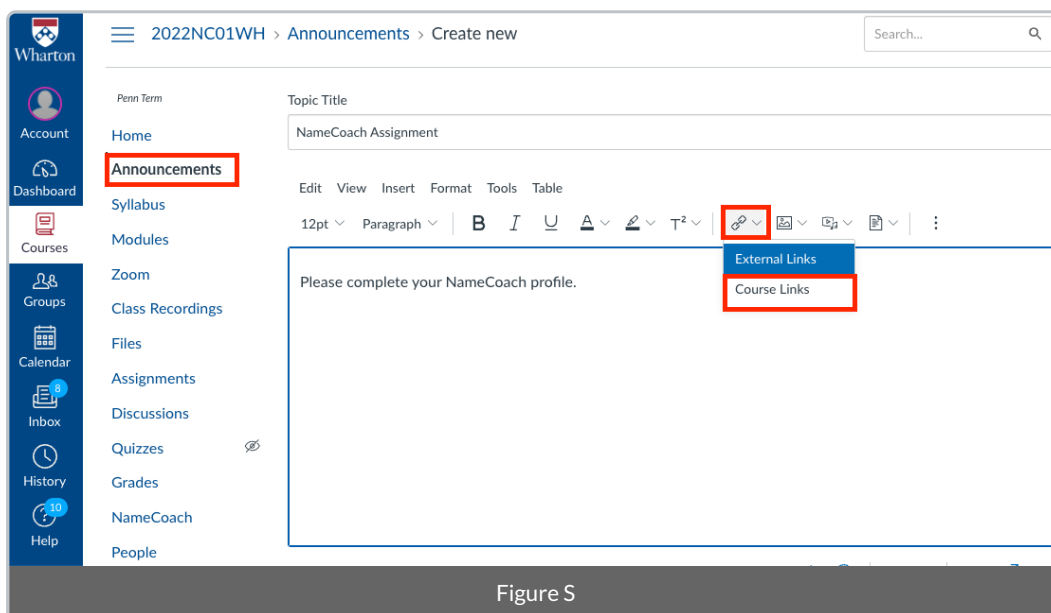 Wharton
Account
Dashboard
Courses
Groups
Calendar
8
Inbox
History
10
Help
2022NC01WH > Announcements > Create new
Search...
Penn Term
Home
Announcements
Syllabus
Modules
Zoom
Class Recordings
Files
Assignments
Discussions
Quizzes
Grades
NameCoach
People
Topic Title
NameCoach Assignment
Edit View Insert Format Tools Table
12pt Paragraph B I U A T²
External Links
Course Links
Please complete your NameCoach profile.
Figure S